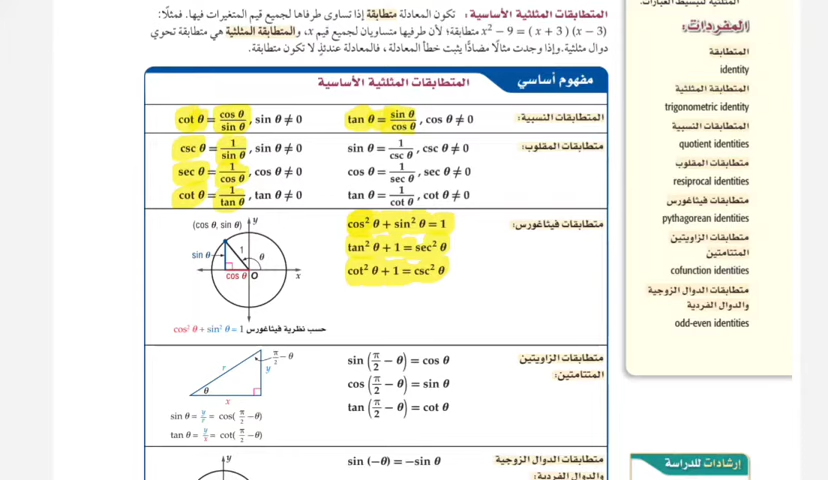 للمتطابقات المثلثية الأساسية: تكون المعادلة متطابقة إذا تساوى طرفاها لجميع قيم المتغيرات فيها. فمثلًا:
x² − 9 = (x + 3)(x − 3) متطابقة؛ لأن طرفيها متساويان لجميع قيم x، والمتطابقة المثلثية هي متطابقة تحوي
دوال مثلثية. وإذا وجدت مثالًا مضادًّا يثبت خطأ المعادلة، فالمعادلة عندئذٍ لا تكون متطابقة.
مفهوم أساسي
المتطابقات المثلثية الأساسية
المتطابقات النسبية:
tan θ = sin θ / cos θ , cos θ ≠ 0
cot θ = cos θ / sin θ , sin θ ≠ 0
متطابقات المقلوب:
sin θ = 1 / csc θ , csc θ ≠ 0
csc θ = 1 / sin θ , sin θ ≠ 0
cos θ = 1 / sec θ , sec θ ≠ 0
sec θ = 1 / cos θ , cos θ ≠ 0
tan θ = 1 / cot θ , cot θ ≠ 0
cot θ = 1 / tan θ , tan θ ≠ 0
متطابقات فيثاغورس:
cos² θ + sin² θ = 1
tan² θ + 1 = sec² θ
cot² θ + 1 = csc² θ
(cos θ, sin θ)
y
1
sin θ
θ
cos θ
O
x
حسب نظرية فيثاغورس cos² θ + sin² θ = 1
متطابقات الزاويتين
المتتامتين:
sin (π/2 − θ) = cos θ
cos (π/2 − θ) = sin θ
tan (π/2 − θ) = cot θ
π/2 − θ
r
y
θ
x
sin θ = y/r = cos( π/2 − θ)
tan θ = y/x = cot( π/2 − θ)
متطابقات الدوال الزوجية
والدوال الفردية:
sin (−θ) = −sin θ
y
المفردات:
المتطابقة
identity
المتطابقة المثلثية
trigonometric identity
المتطابقات النسبية
quotient identities
متطابقات المقلوب
resiprocal identities
متطابقات فيثاغورس
pythagorean identities
متطابقات الزاويتين
المتتامتين
cofunction identities
متطابقات الدوال الزوجية
والدوال الفردية
odd-even identities
إرشادات للدراسة